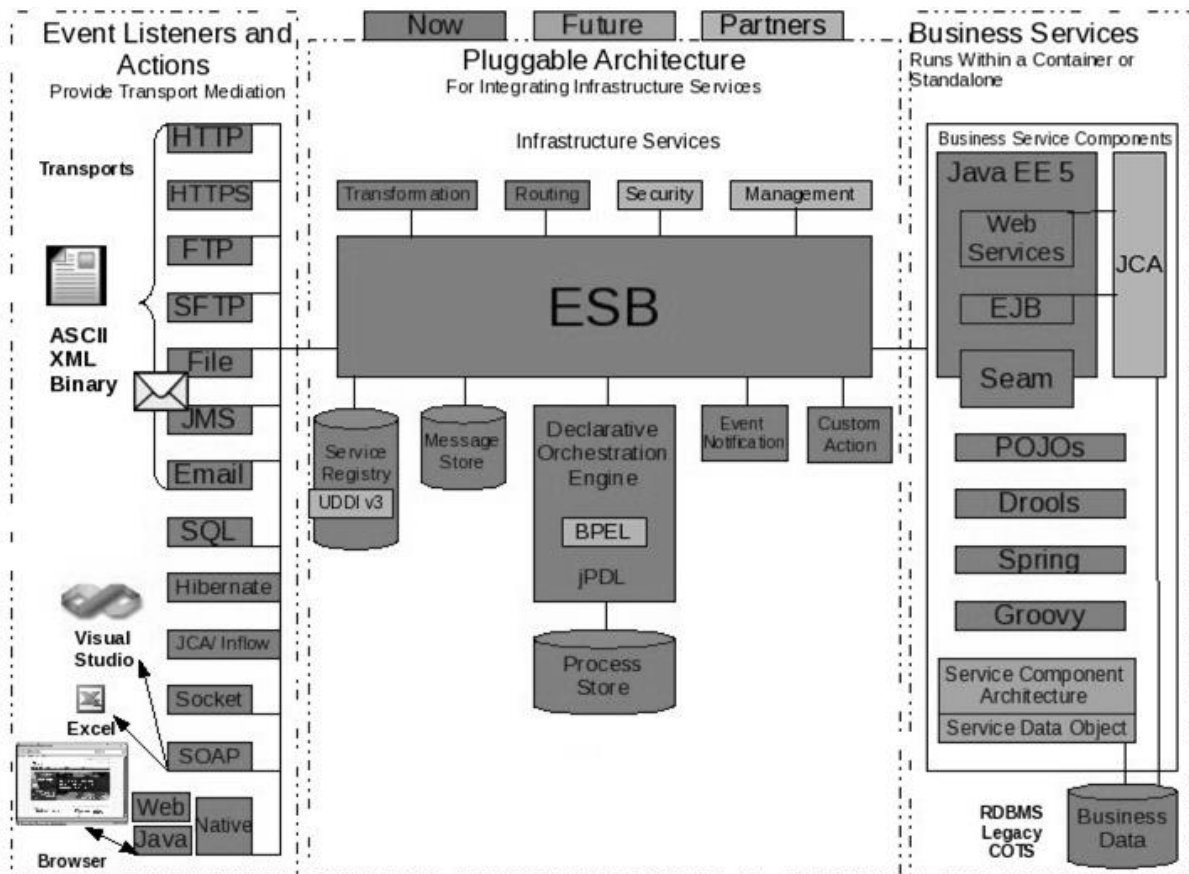 Now
Future
Partners
Event Listeners and
Actions
Provide Transport Mediation
Transports
HTTP
HTTPS
FTP
SFTP
File
JMS
Email
SQL
Hibernate
JCA/ Inflow
Socket
SOAP
Web
Java
Native
ASCII
XML
Binary
Visual
Studio
Excel
Browser
Pluggable Architecture
For Integrating Infrastructure Services
Infrastructure Services
Transformation
Routing
Security
Management
ESB
Service
Registry
UDDI v3
Message
Store
Declarative
Orchestration
Engine
BPEL
jPDL
Process
Store
Event
Notification
Custom
Action
Business Services
Runs Within a Container or
Standalone
Business Service Components
Java EE 5
Web
Services
EJB
Seam
JCA
POJOs
Drools
Spring
Groovy
Service Component
Architecture
Service Data Object
RDBMS
Legacy
COTS
Business
Data